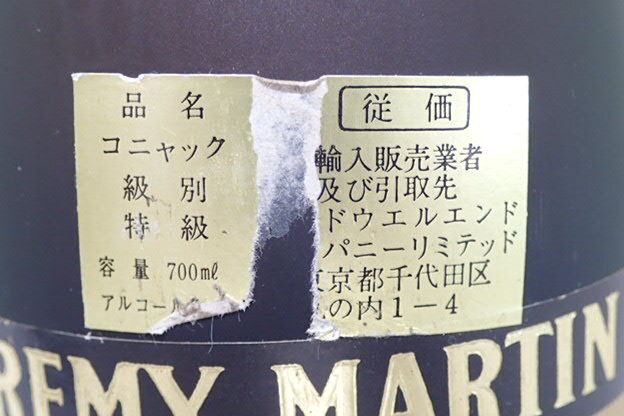 品名
コニャック
級別
特級
容量 700ml
アルコール
従価
輸入販売業者
及び引取先
ドウエルエンド
パニーリミテッド
京都千代田区
の内1-4
REMY MARTIN